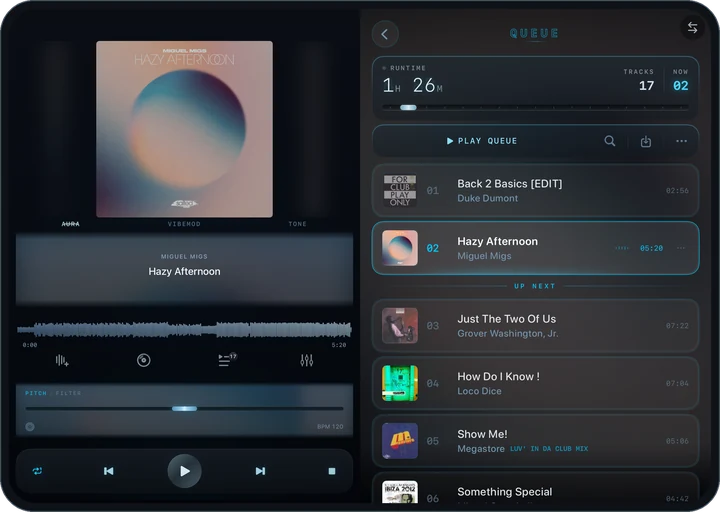 MIGUEL MIGS
HAZY AFTERNOON
AURA
VIBEMOD
TONE
MIGUEL MIGS
Hazy Afternoon
0:00
5:20
17
PITCH
FILTER
BPM 120
QUEUE
RUNTIME
1H 26M
TRACKS
17
NOW
02
PLAY QUEUE
FOR
CLUB
PLAY
ONLY
01
Back 2 Basics [EDIT]
Duke Dumont
02:56
02
Hazy Afternoon
Miguel Migs
05:20
UP NEXT
03
Just The Two Of Us
Grover Washington, Jr.
07:22
04
How Do I Know !
Loco Dice
07:04
05
Show Me!
Megastore LUV' IN DA CLUB MIX
05:06
IBIZA 2012
06
Something Special
04:42